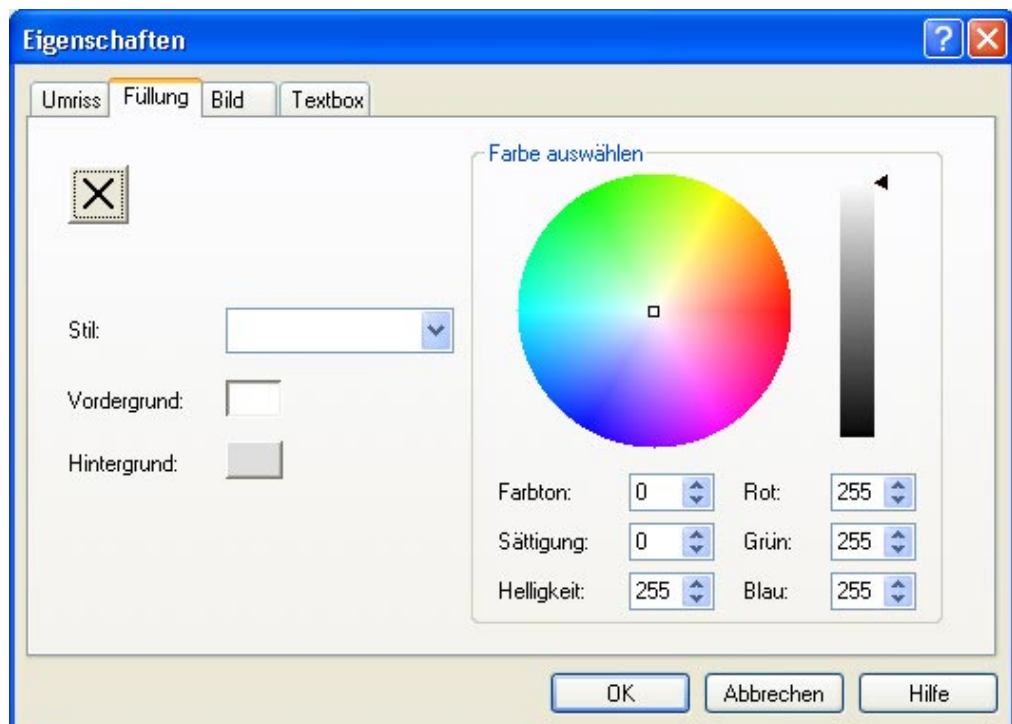 Eigenschaften
Umriss Füllung Bild Textbox
Farbe auswählen
Stil:
Vordergrund:
Hintergrund:
Farbton: 0 Rot: 255
Sättigung: 0 Grün: 255
Helligkeit: 255 Blau: 255
OK Abbrechen Hilfe